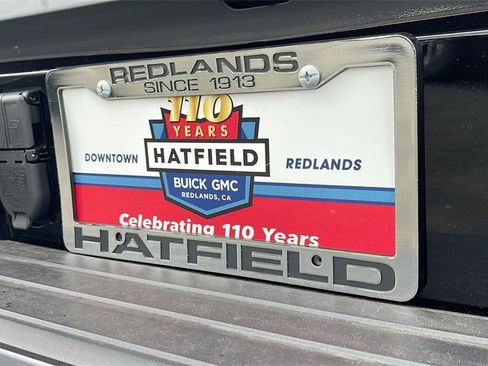 REDLANDS
SINCE 1913
110
YEARS
DOWNTOWN HATFIELD REDLANDS
BUICK GMC
REDLANDS, CA
Celebrating 110 Years
HATFIELD